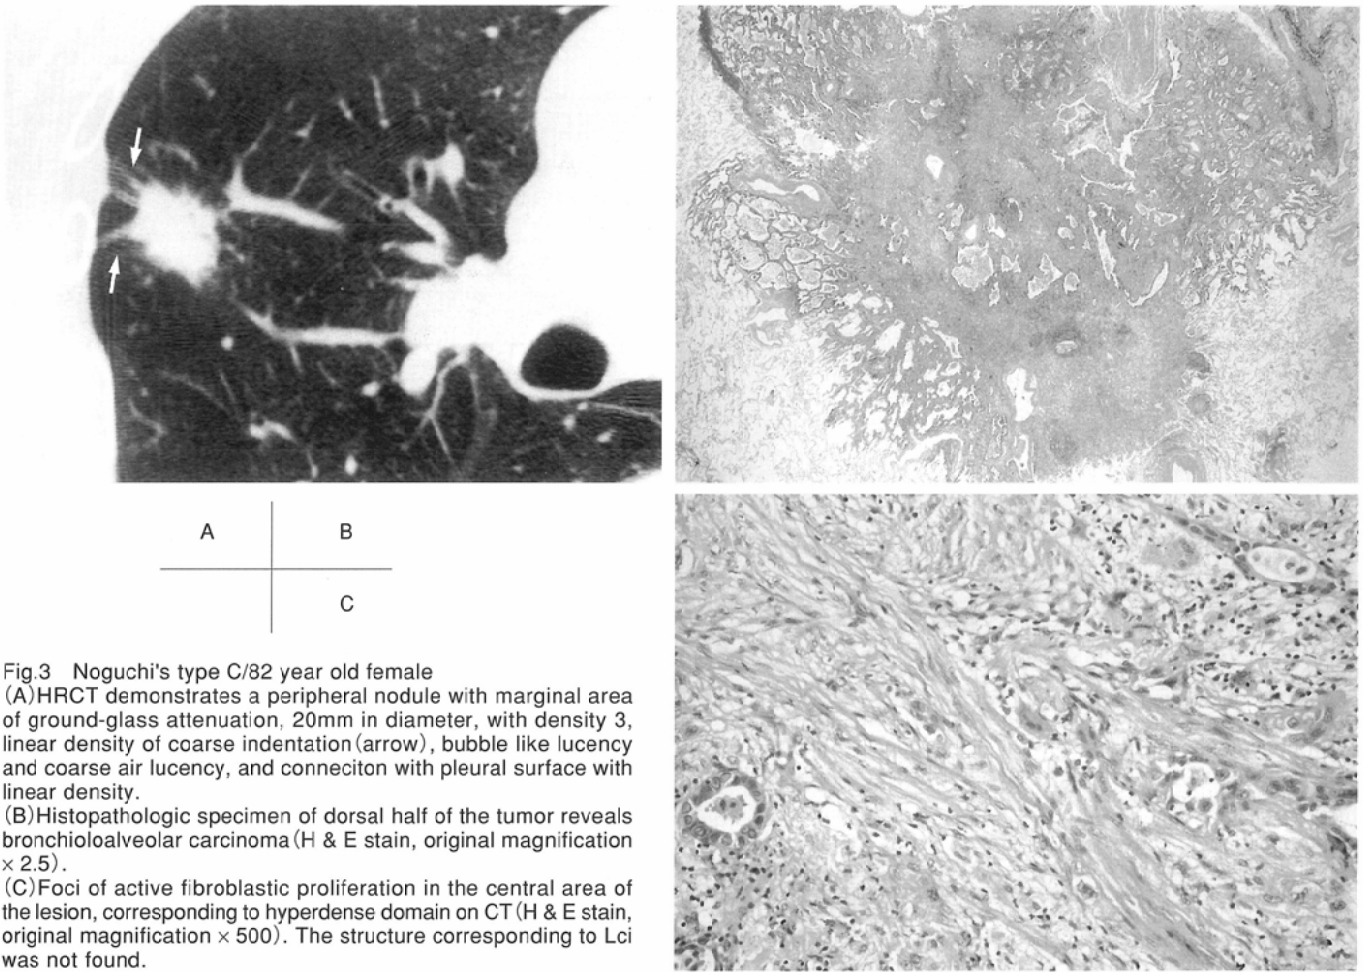 A
B
C
Fig.3 Noguchi's type C/82 year old female
(A)HRCT demonstrates a peripheral nodule with marginal area
of ground-glass attenuation, 20mm in diameter, with density 3,
linear density of coarse indentation(arrow), bubble like lucency
and coarse air lucency, and conneciton with pleural surface with
linear density.
(B)Histopathologic specimen of dorsal half of the tumor reveals
bronchioloalveolar carcinoma(H & E stain, original magnification
× 2.5).
(C)Foci of active fibroblastic proliferation in the central area of
the lesion, corresponding to hyperdense domain on CT(H & E stain,
original magnification × 500). The structure corresponding to Lci
was not found.